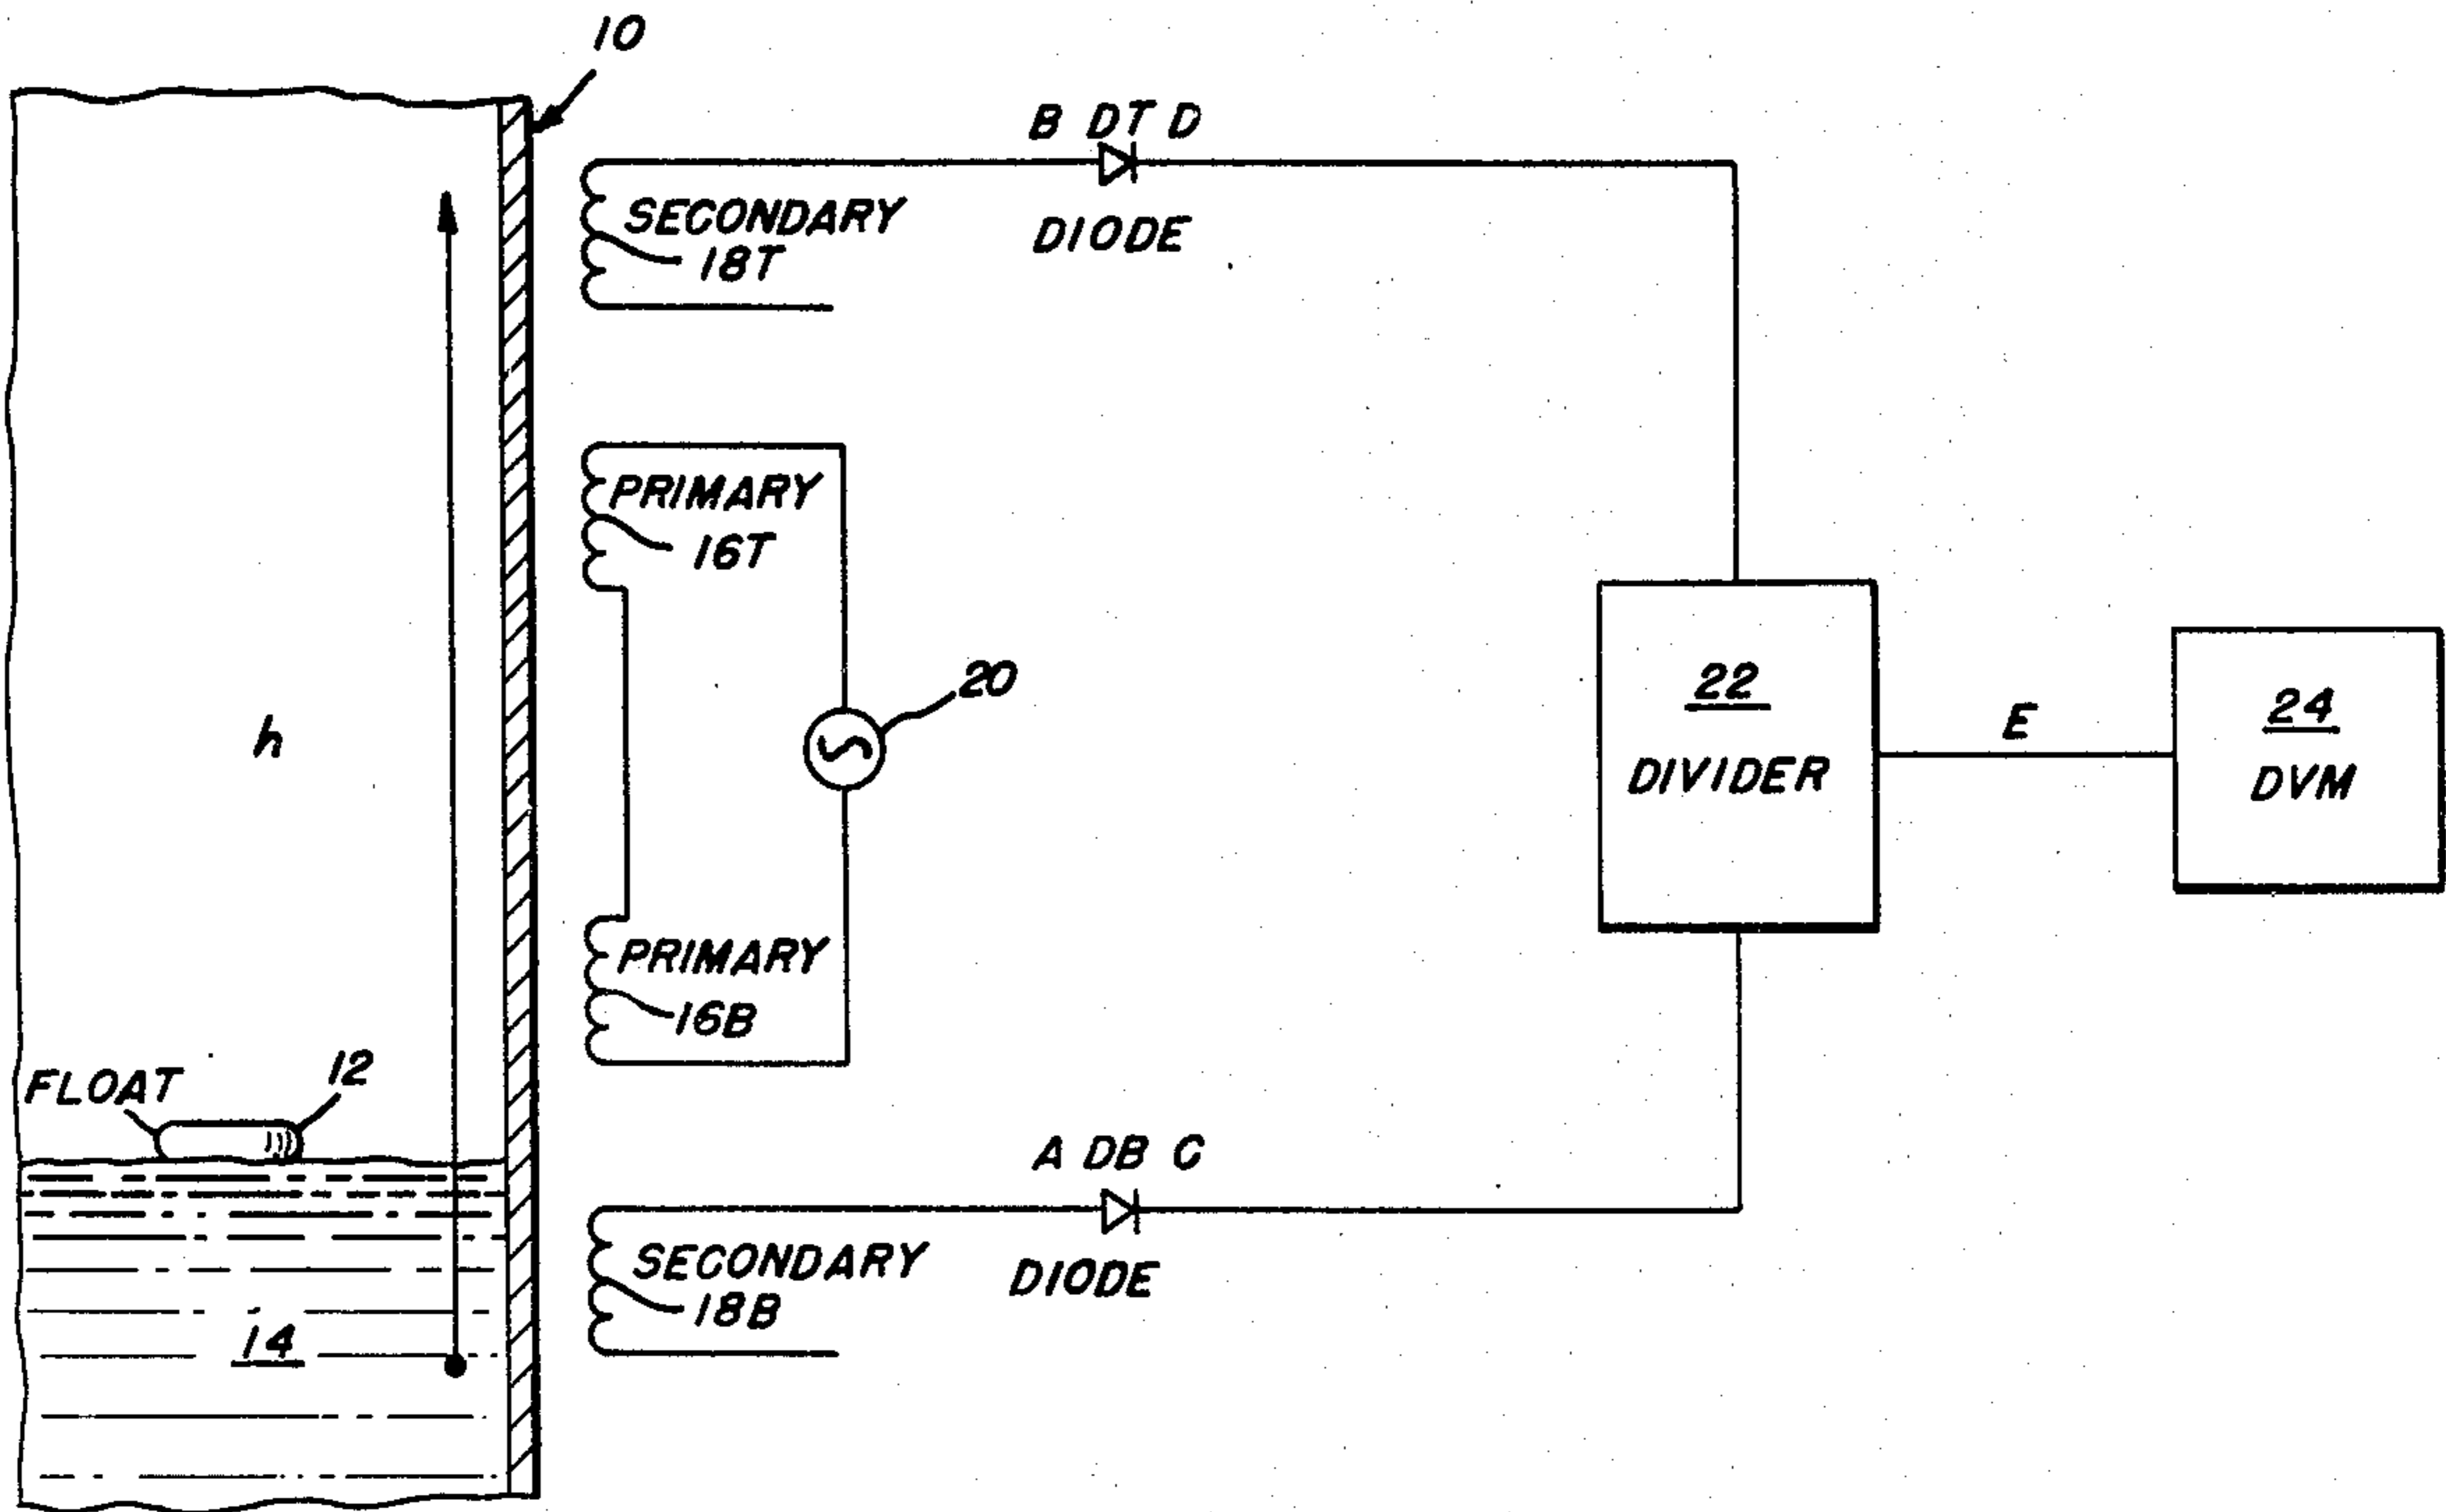 10
B DT D
DIODE
SECONDARY
18T
PRIMARY
16T
20
h
22
DIVIDER
E
24
DVM
PRIMARY
16B
FLOAT
12
A DB C
DIODE
SECONDARY
18B
14